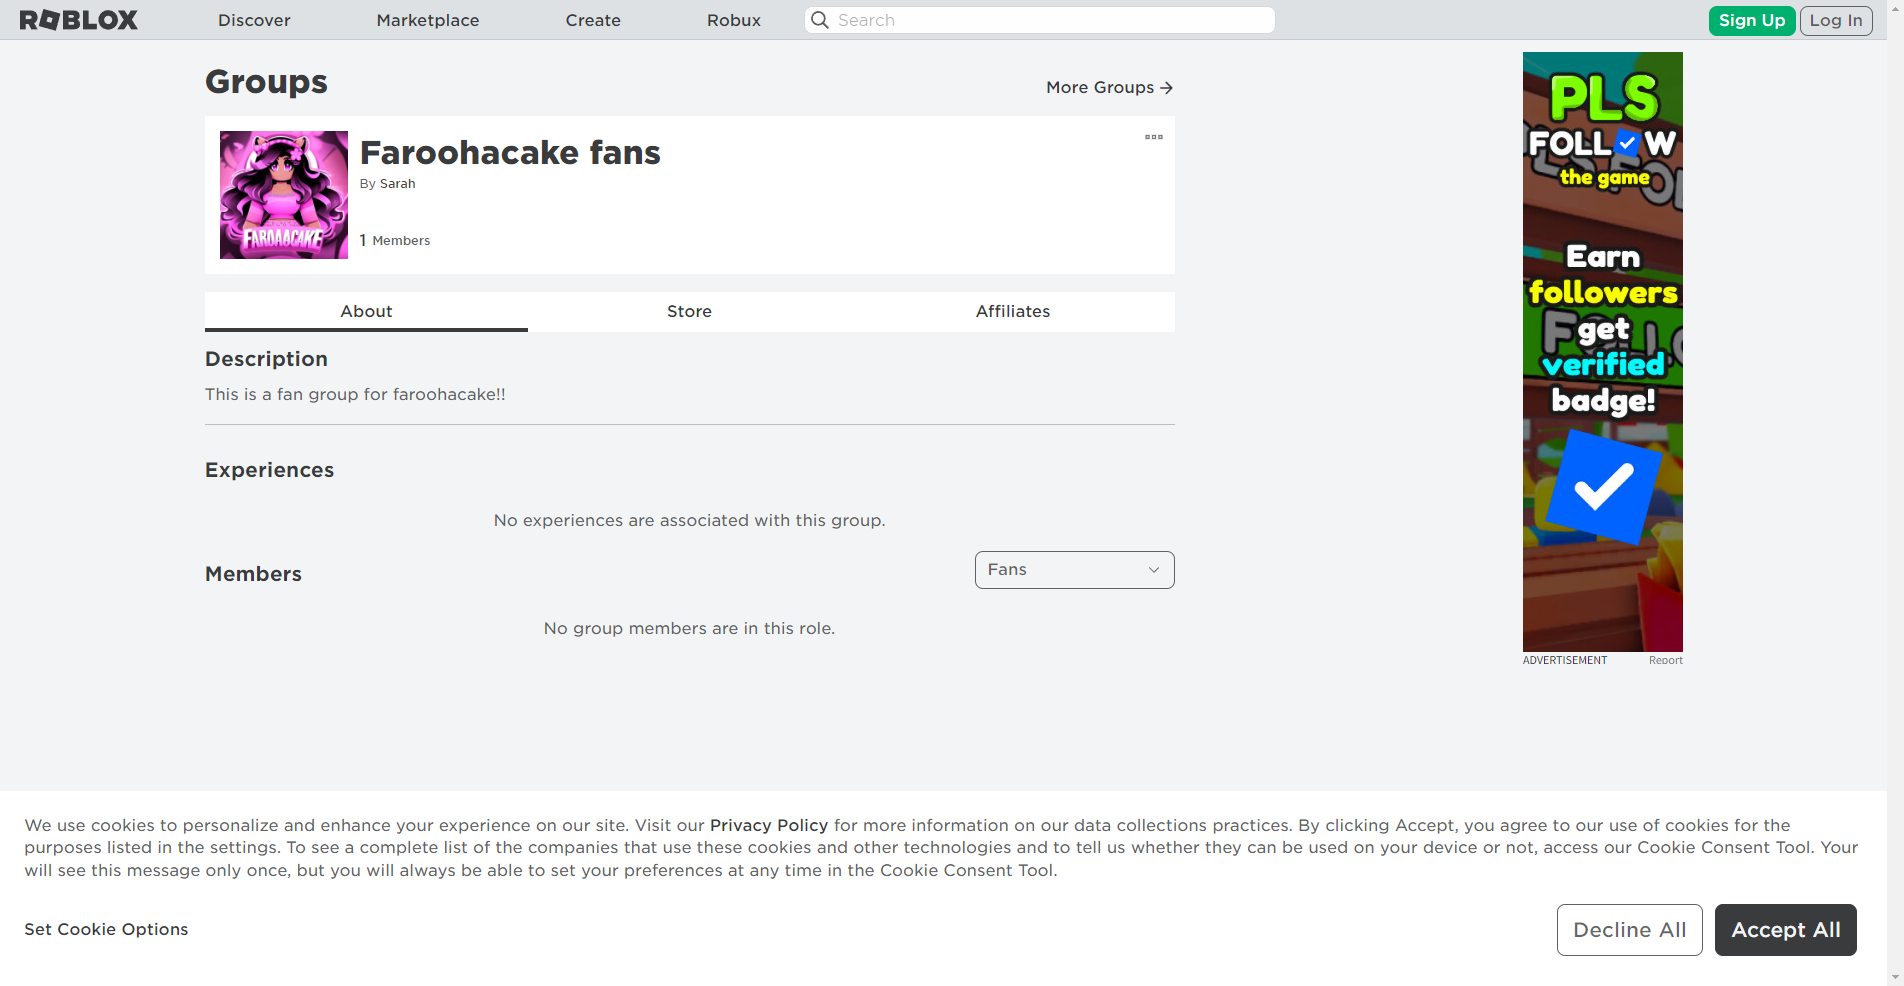 ROBLOX
Discover
Marketplace
Create
Robux
Search
Sign Up
Log In
Groups
More Groups →
Faroohacake fans
By Sarah
1 Members
About
Store
Affiliates
Description
This is a fan group for faroohacake!!
Experiences
No experiences are associated with this group.
Members
Fans
No group members are in this role.
PLS
FOLLOW
the game
Earn
followers
get
verified
badge!
ADVERTISEMENT
Report
We use cookies to personalize and enhance your experience on our site. Visit our Privacy Policy for more information on our data collections practices. By clicking Accept, you agree to our use of cookies for the
purposes listed in the settings. To see a complete list of the companies that use these cookies and other technologies and to tell us whether they can be used on your device or not, access our Cookie Consent Tool. Your
will see this message only once, but you will always be able to set your preferences at any time in the Cookie Consent Tool.
Set Cookie Options
Decline All
Accept All